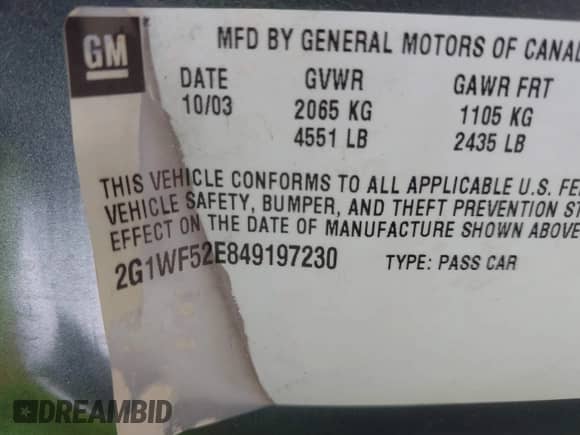 GM
MFD BY GENERAL MOTORS OF CANAD
DATE GVWR GAWR FRT
10/03 2065 KG 1105 KG
4551 LB 2435 LB
THIS VEHICLE CONFORMS TO ALL APPLICABLE U.S. FE
VEHICLE SAFETY, BUMPER, AND THEFT PREVENTION ST
EFFECT ON THE DATE OF MANUFACTURE SHOWN ABOVE
2G1WF52E849197230 TYPE: PASS CAR
DREAMBID